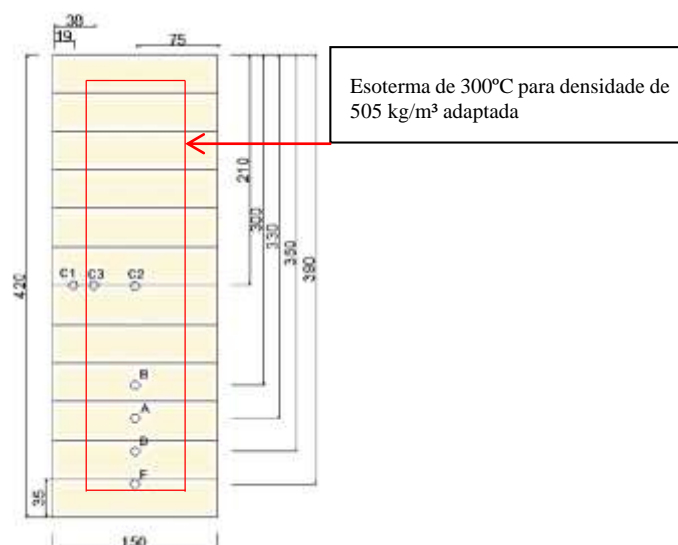 38
19
75
Esoterma de 300ºC para densidade de
505 kg/m³ adaptada
210
300
330
350
390
420
C1
C3
C2
B
A
D
F
35
150